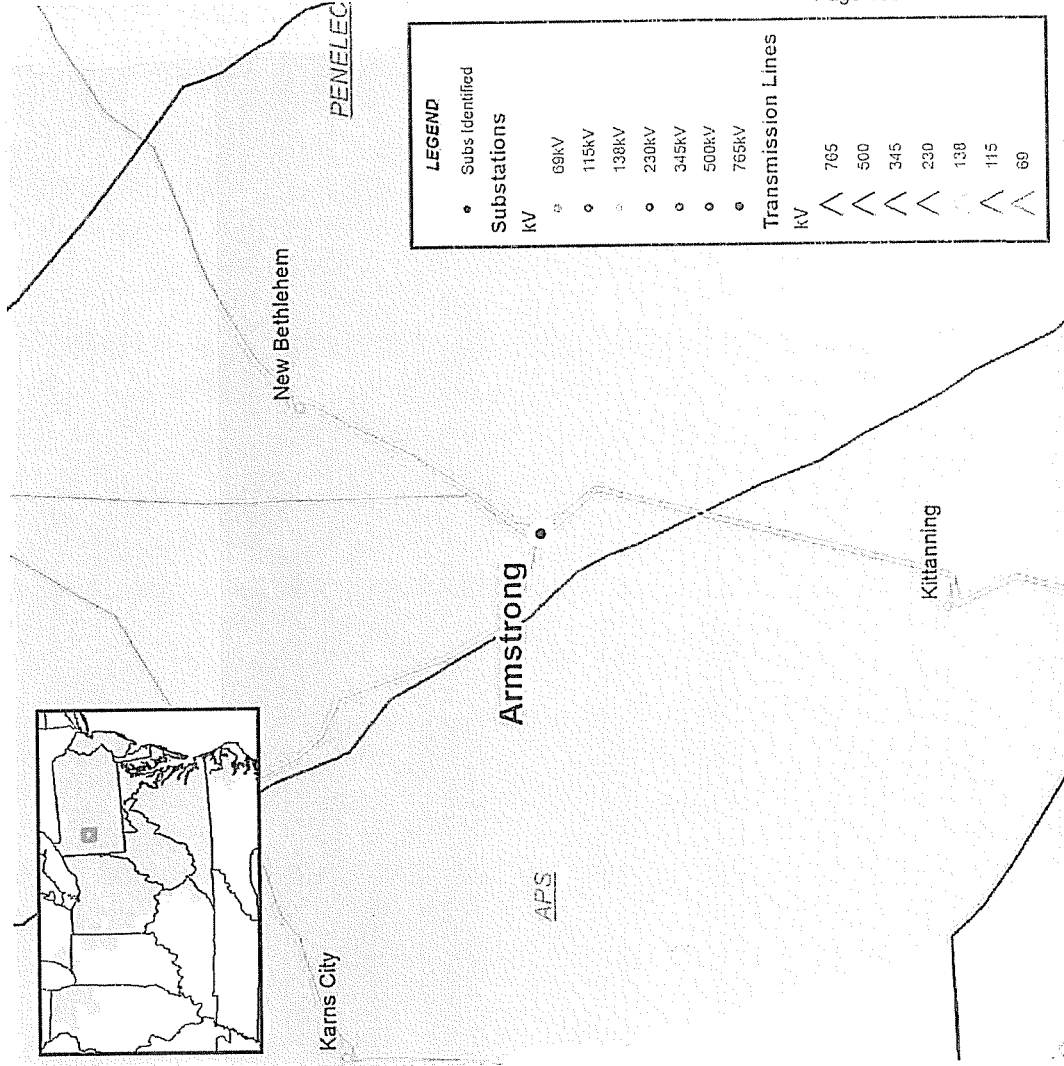 PENELEC
New Bethlehem
Armstrong
Kittanning
Karns City
APS
LEGEND
Subs Identified
Substations
kV
69kV
115kV
138kV
230kV
345kV
500kV
765kV
Transmission Lines
kV
765
500
345
230
138
115
69